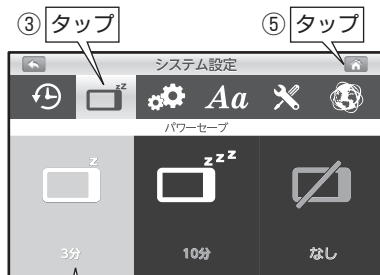 ③ タップ
⑤ タップ
システム設定
Aa
パワーセーブ
z z
z
z z z
3分
10分
なし